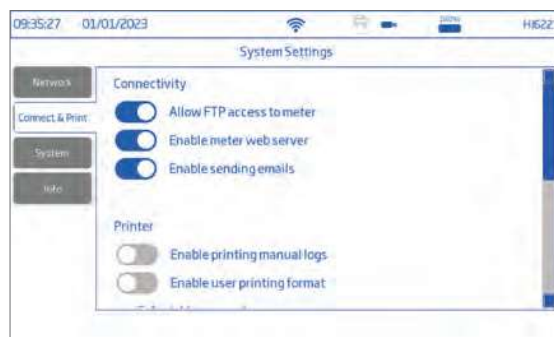 09:35:27 01/01/2023 HI6221
System Settings
Network
Connectivity
Connect & Print
Allow FTP access to meter
Enable meter web server
System
Enable sending emails
Info
Printer
Enable printing manual logs
Enable user printing format